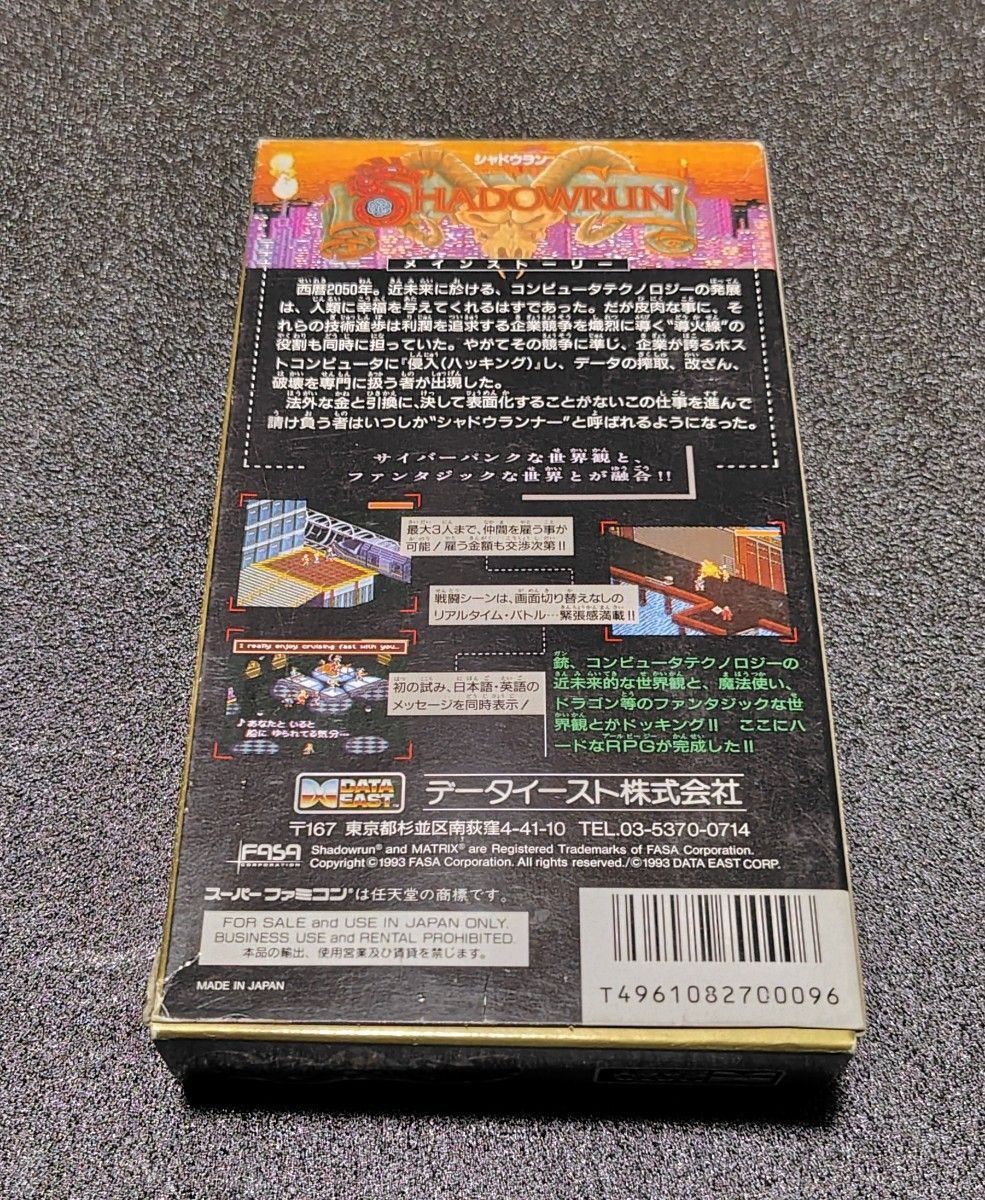 シャドウラン
SHADOWRUN®
メインストーリー
西暦2050年。近未来に於ける、コンピュータテクノロジーの発展
は、人類に幸福を与えてくれるはずであった。だが皮肉な事に、そ
れらの技術進歩は利潤を追求する企業競争を熾烈に導く“導火線”の
役割も同時に担っていた。やがてその競争に準じ、企業が誇るホス
トコンピュータに『侵入(ハッキング)』し、データの搾取、改ざん、
破壊を専門に扱う者が出現した。
法外な金と引換に、決して表面化することがないこの仕事を進んで
請け負う者はいつしか“シャドウランナー”と呼ばれるようになった。
サイバーパンクな世界観と、
ファンタジックな世界とが融合!!
最大3人まで、仲間を雇う事が
可能!雇う金額も交渉次第!!
戦闘シーンは、画面切り替えなしの
リアルタイム・バトル…緊張感満載!!
I really enjoy cruising fast with you…
♪あなたと いると
船に ゆられてる気分…
初の試み、日本語・英語の
メッセージを同時表示!
銃、コンピュータテクノロジーの
近未来的な世界観と、魔法使い、
ドラゴン等のファンタジックな世
界観とがドッキング!! ここにハ
ードなRPGが完成した!!
DATA EAST
データイースト株式会社
〒167 東京都杉並区南荻窪4-41-10 TEL.03-5370-0714
FASA CORPORATION
Shadowrun® and MATRIX® are Registered Trademarks of FASA Corporation.
Copyright©1993 FASA Corporation. All rights reserved./©1993 DATA EAST CORP.
スーパーファミコン®は任天堂の商標です。
FOR SALE and USE IN JAPAN ONLY.
BUSINESS USE and RENTAL PROHIBITED.
本品の輸出、使用営業及び賃貸を禁じます。
MADE IN JAPAN
T4961082700096